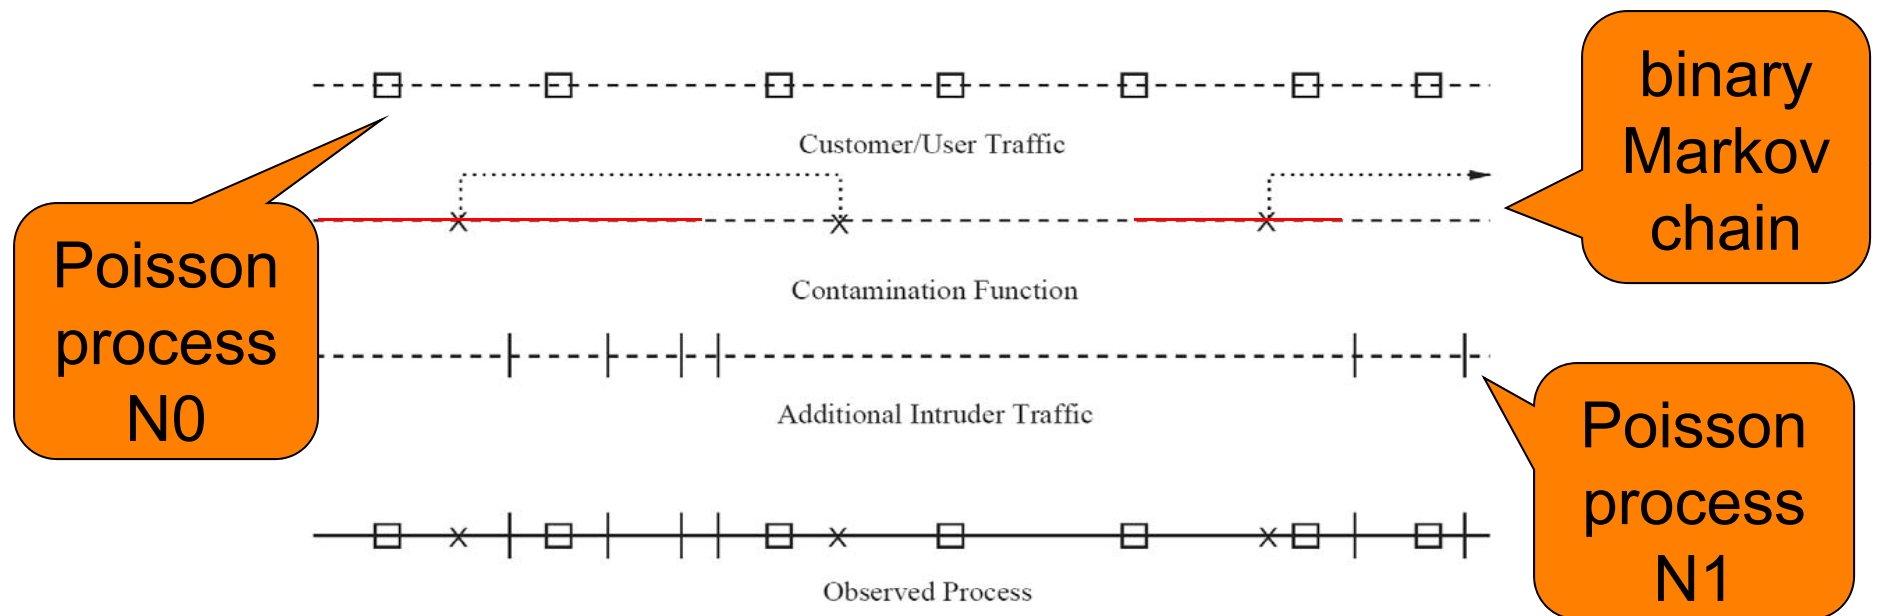 Customer/User Traffic
binary
Markov
chain
Poisson
process
N0
Contamination Function
Additional Intruder Traffic
Poisson
process
N1
Observed Process